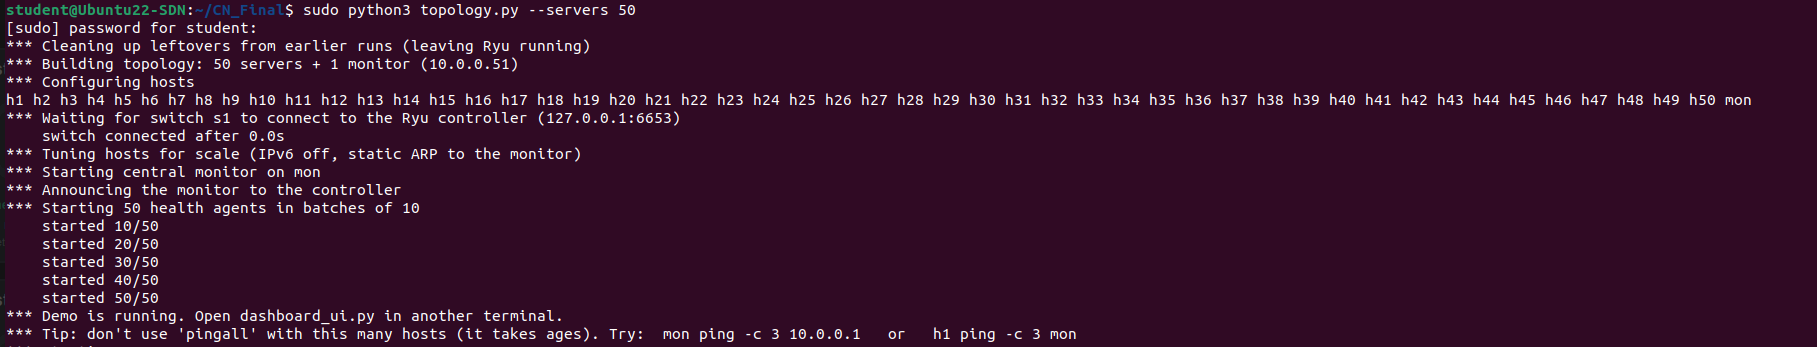 student@Ubuntu22-SDN:~/CN_Final$ sudo python3 topology.py --servers 50
[sudo] password for student:
*** Cleaning up leftovers from earlier runs (leaving Ryu running)
*** Building topology: 50 servers + 1 monitor (10.0.0.51)
*** Configuring hosts
h1 h2 h3 h4 h5 h6 h7 h8 h9 h10 h11 h12 h13 h14 h15 h16 h17 h18 h19 h20 h21 h22 h23 h24 h25 h26 h27 h28 h29 h30 h31 h32 h33 h34 h35 h36 h37 h38 h39 h40 h41 h42 h43 h44 h45 h46 h47 h48 h49 h50 mon
*** Waiting for switch s1 to connect to the Ryu controller (127.0.0.1:6653)
    switch connected after 0.0s
*** Tuning hosts for scale (IPv6 off, static ARP to the monitor)
*** Starting central monitor on mon
*** Announcing the monitor to the controller
*** Starting 50 health agents in batches of 10
    started 10/50
    started 20/50
    started 30/50
    started 40/50
    started 50/50
*** Demo is running. Open dashboard_ui.py in another terminal.
*** Tip: don't use 'pingall' with this many hosts (it takes ages). Try:  mon ping -c 3 10.0.0.1   or   h1 ping -c 3 mon